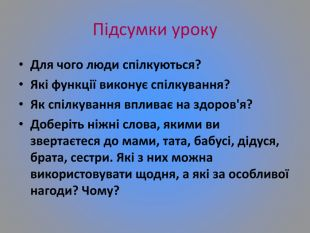 Підсумки уроку
• Для чого люди спілкуються?
• Які функції виконує спілкування?
• Як спілкування впливає на здоров'я?
• Доберіть ніжні слова, якими ви
звертаєтеся до мами, тата, бабусі, дідуся,
брата, сестри. Які з них можна
використовувати щодня, а які за особливої
нагоди? Чому?